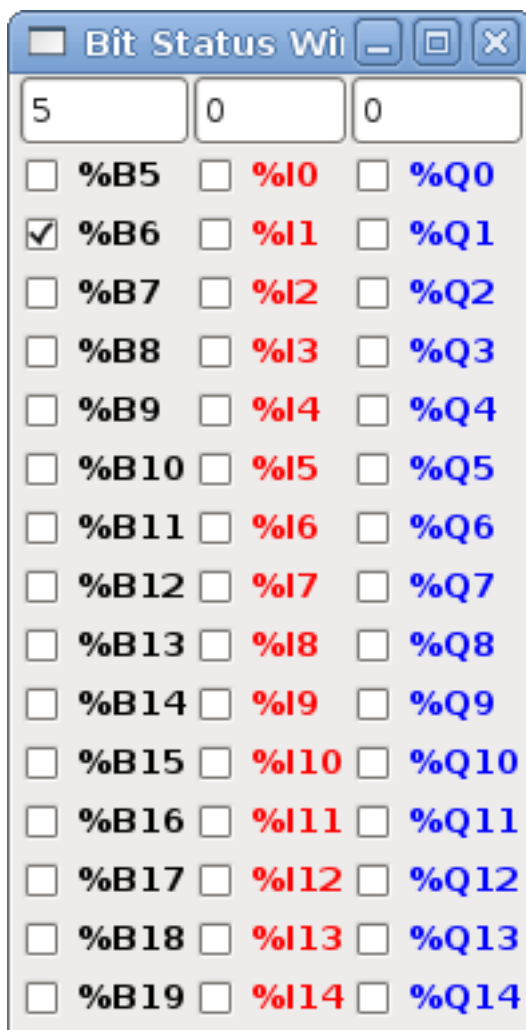 Bit Status Wi
5 0 0
%B5 %I0 %Q0
%B6 %I1 %Q1
%B7 %I2 %Q2
%B8 %I3 %Q3
%B9 %I4 %Q4
%B10 %I5 %Q5
%B11 %I6 %Q6
%B12 %I7 %Q7
%B13 %I8 %Q8
%B14 %I9 %Q9
%B15 %I10 %Q10
%B16 %I11 %Q11
%B17 %I12 %Q12
%B18 %I13 %Q13
%B19 %I14 %Q14